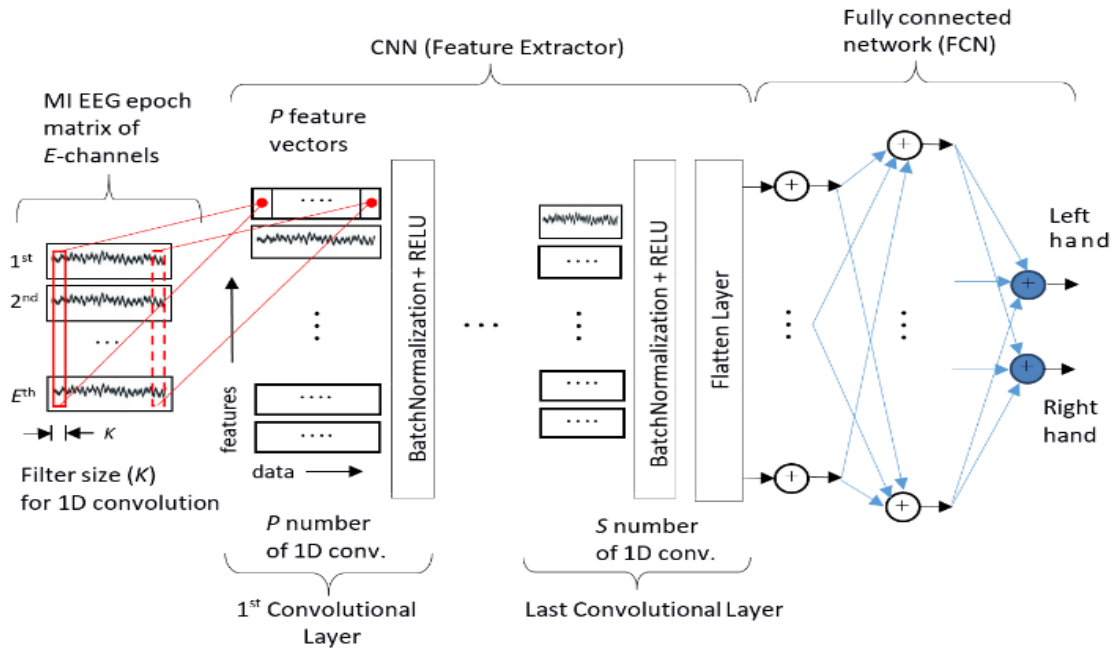 Fully connected
network (FCN)
CNN (Feature Extractor)
MI EEG epoch
matrix of
E-channels
P feature
vectors
1st
2nd
...
Eth
K
Filter size (K)
for 1D convolution
features
data
....
....
....
BatchNormalization + RELU
...
....
....
....
BatchNormalization + RELU
Flatten Layer
+
+
+
+
+
+
Left
hand
Right
hand
P number
of 1D conv.
1st Convolutional
Layer
S number
of 1D conv.
Last Convolutional Layer